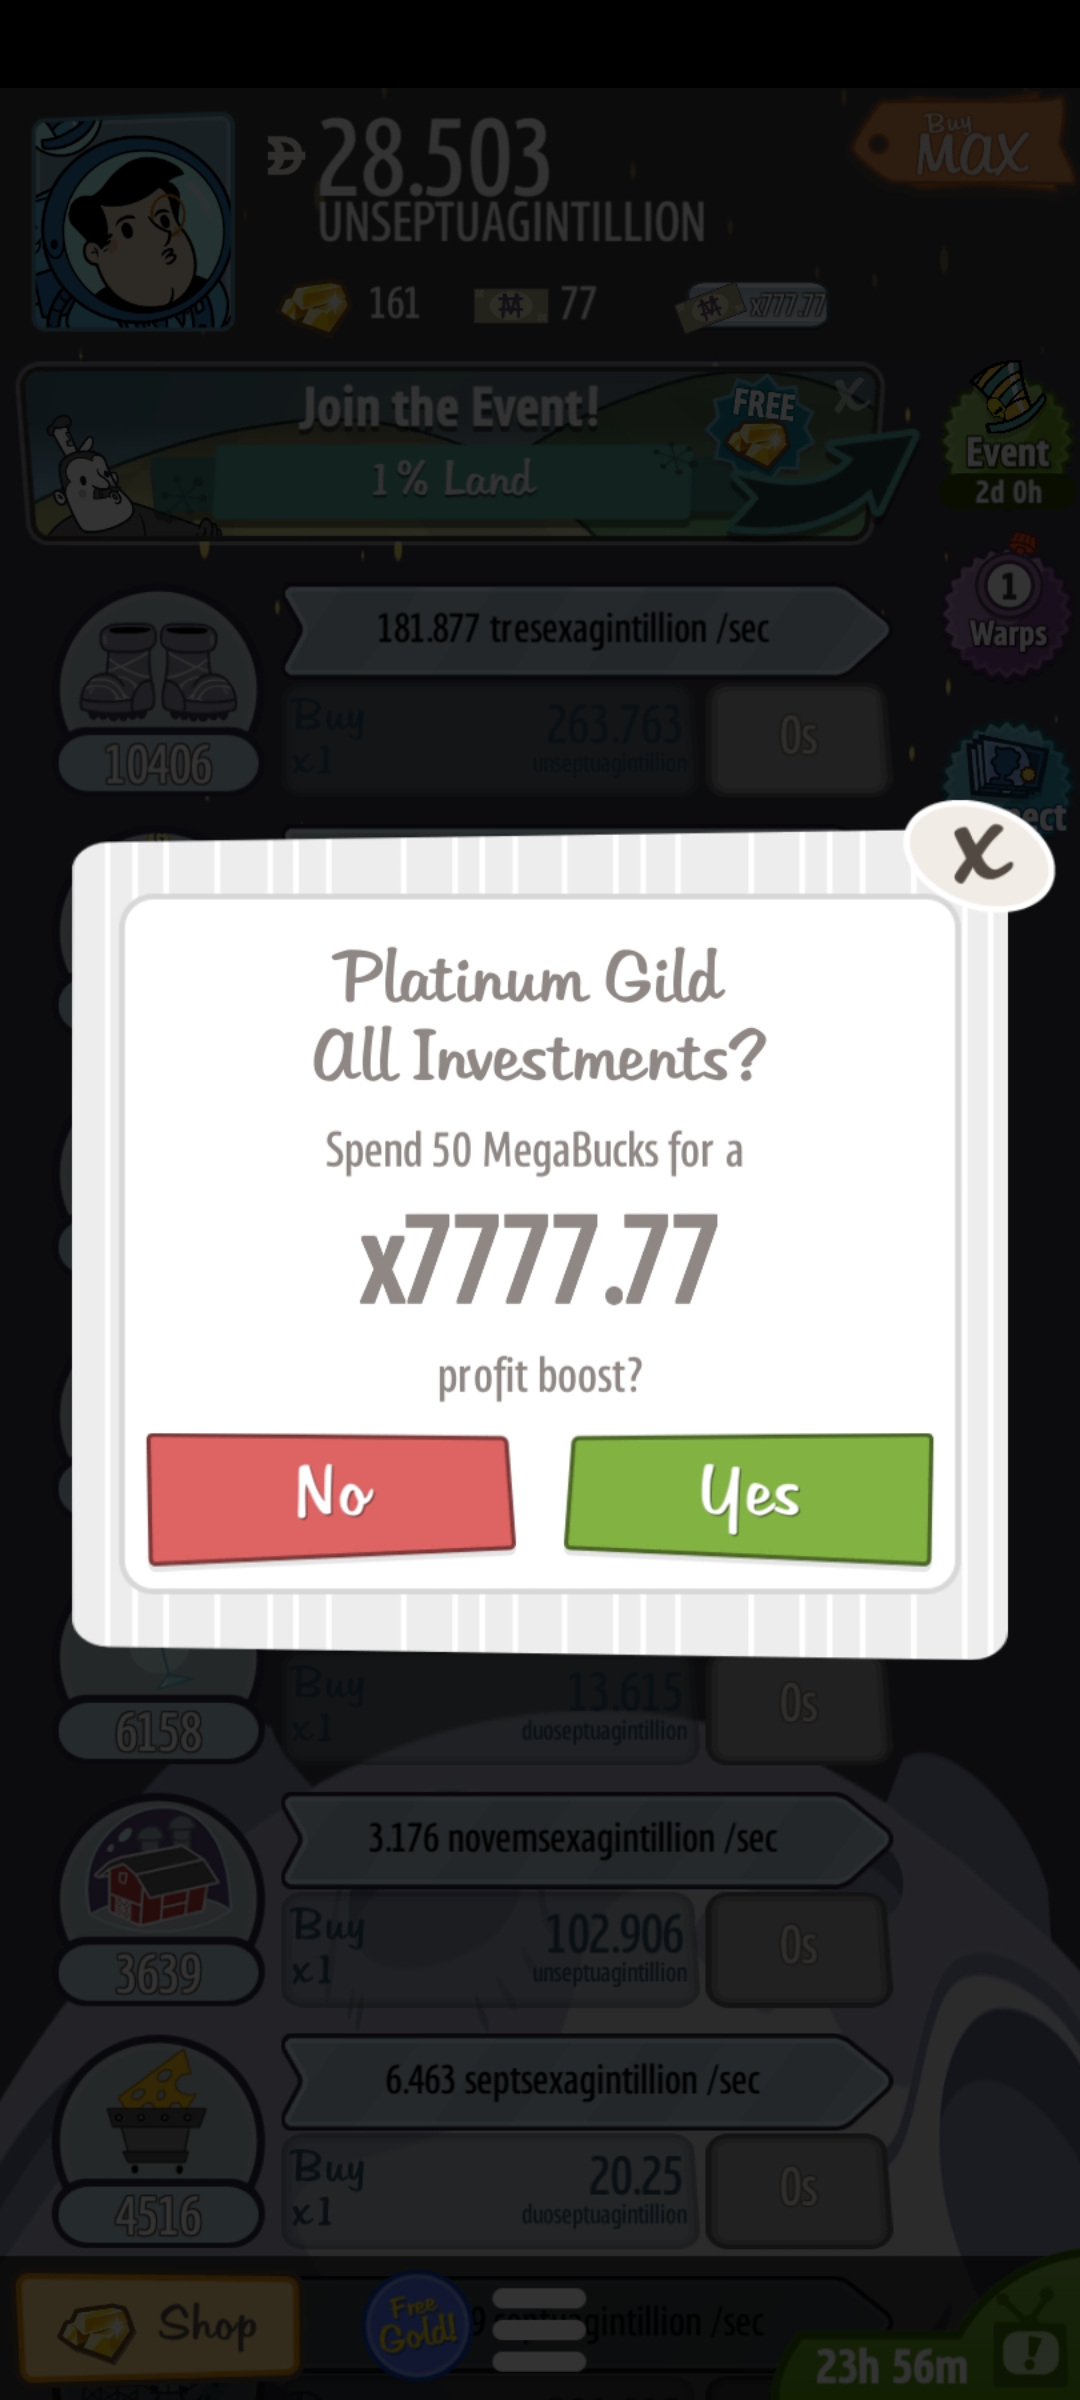 28.503
UNSEPTUAGINTILLION
Buy
MAX
161
77
x777.77
Join the Event!
1% Land
FREE
X
Event
2d 0h
181.877 tresexagintillion /sec
Buy
x1
263.763
unseptuagintillion
0s
10406
1
Warps
X
Platinum Gild
All Investments?
Spend 50 MegaBucks for a
x7777.77
profit boost?
No
Yes
Buy
x1
13.615
duoseptuagintillion
0s
6158
3.176 novemsexagintillion /sec
Buy
x1
102.906
unseptuagintillion
0s
3639
6.463 septsexagintillion /sec
Buy
x1
20.25
duoseptuagintillion
0s
4516
Shop
Free
Gold!
/sec
23h 56m